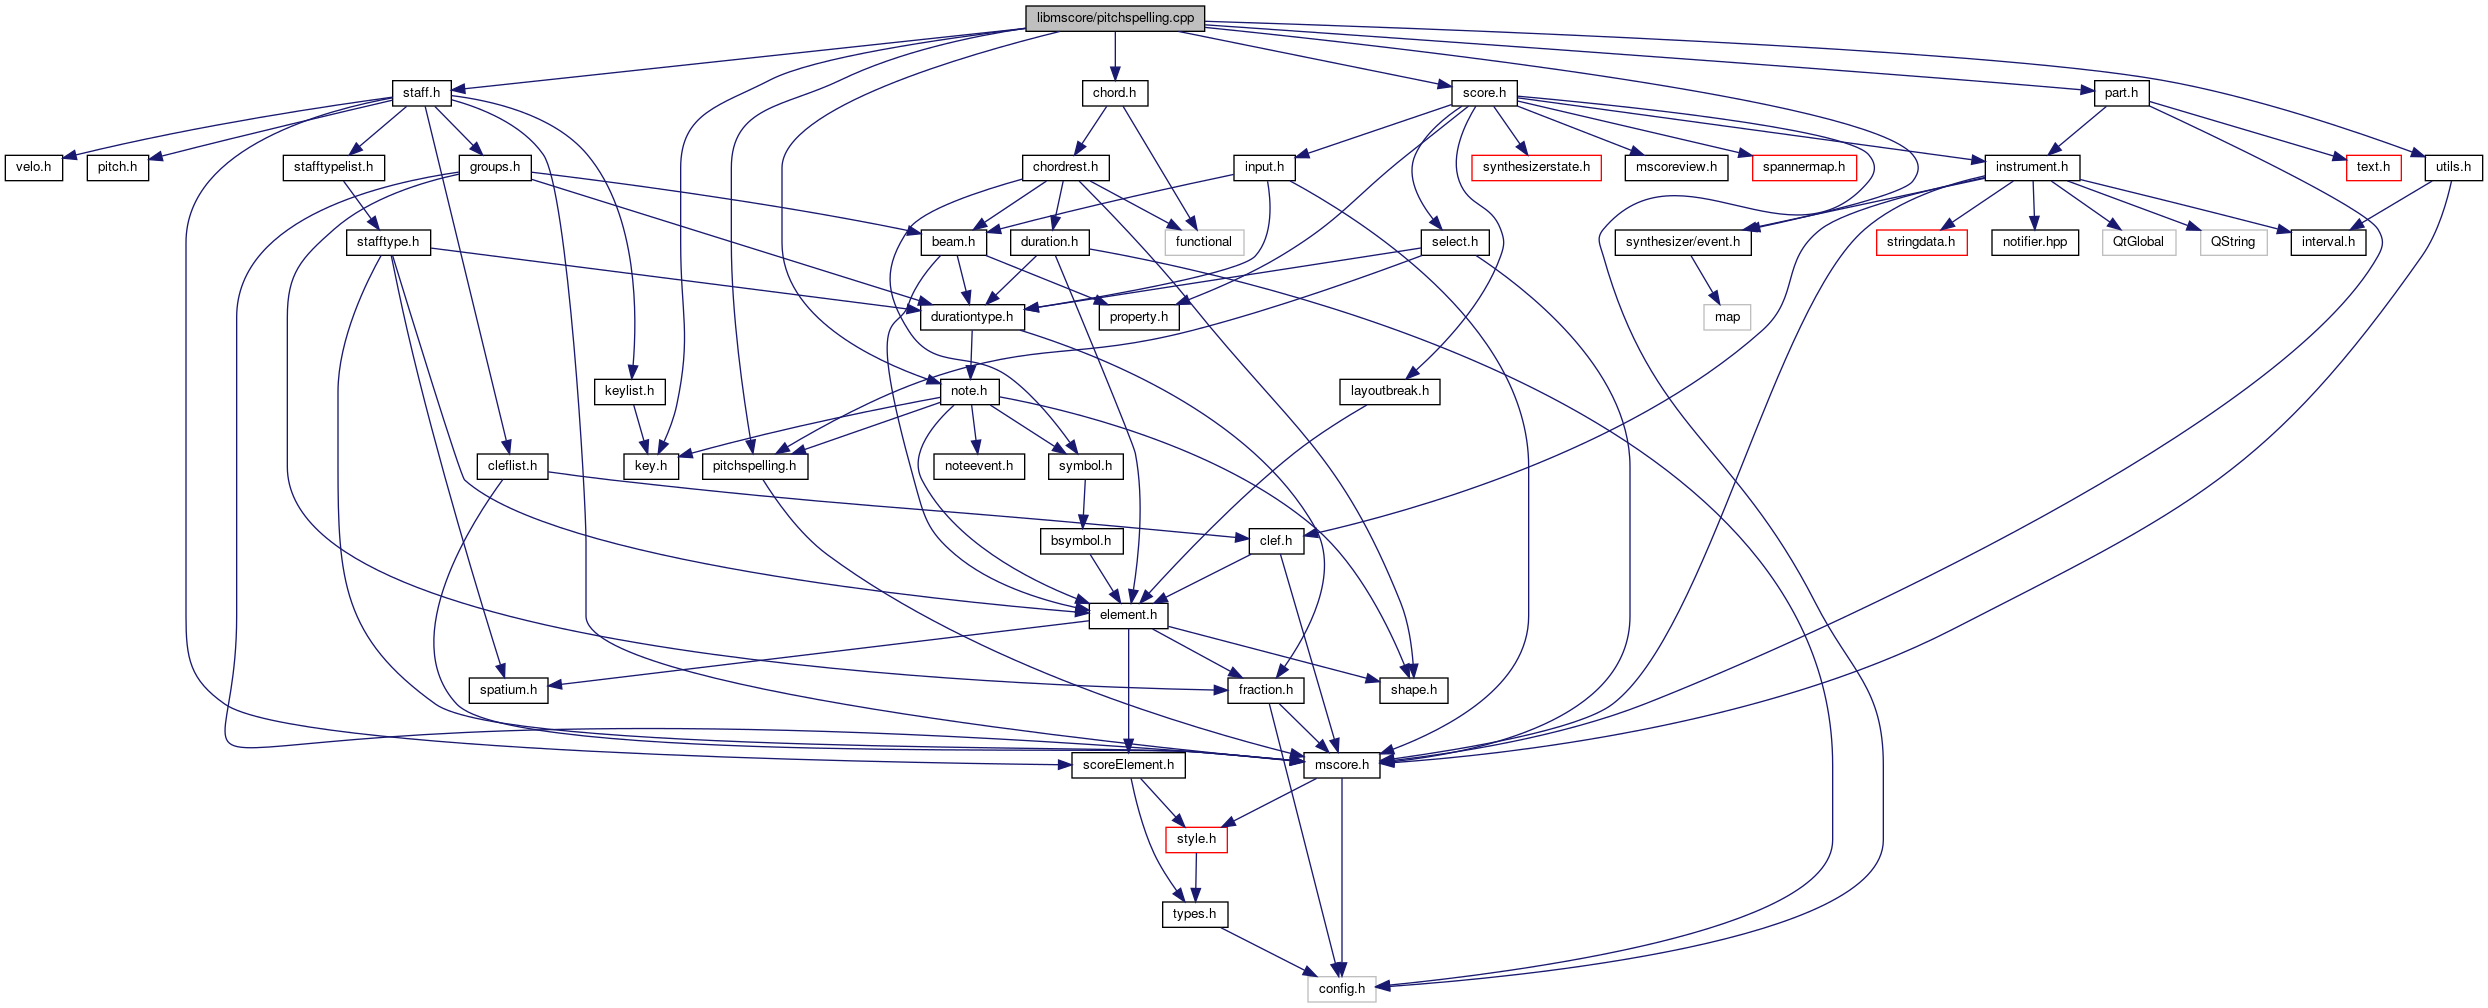 libmscore/pitchspelling.cpp
staff.h
chord.h
score.h
part.h
velo.h
pitch.h
stafftypelist.h
groups.h
chordrest.h
input.h
synthesizerstate.h
mscoreview.h
spannermap.h
instrument.h
text.h
utils.h
stafftype.h
beam.h
duration.h
functional
select.h
synthesizer/event.h
stringdata.h
notifier.hpp
QtGlobal
QString
interval.h
durationtype.h
property.h
map
keylist.h
note.h
layoutbreak.h
cleflist.h
key.h
pitchspelling.h
noteevent.h
symbol.h
bsymbol.h
clef.h
element.h
spatium.h
fraction.h
shape.h
scoreElement.h
mscore.h
style.h
types.h
config.h